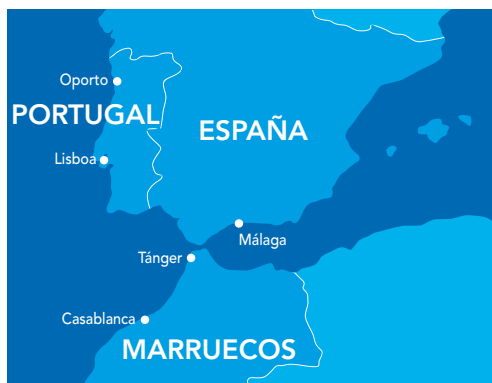 Oporto
PORTUGAL
ESPAÑA
Lisboa
Málaga
Tánger
Casablanca
MARRUECOS